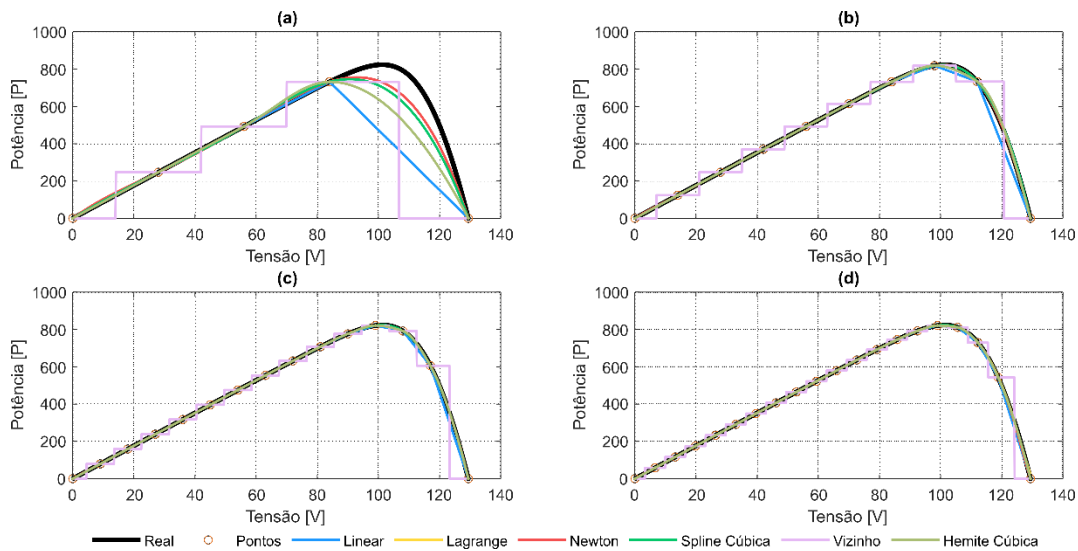 (a)
Potência [P]
1000
800
600
400
200
0
0 20 40 60 80 100 120 140
Tensão [V]
(b)
Potência [P]
1000
800
600
400
200
0
0 20 40 60 80 100 120 140
Tensão [V]
(c)
Potência [P]
1000
800
600
400
200
0
0 20 40 60 80 100 120 140
Tensão [V]
(d)
Potência [P]
1000
800
600
400
200
0
0 20 40 60 80 100 120 140
Tensão [V]
Real Pontos Linear Lagrange Newton Spline Cúbica Vizinho Hemite Cúbica